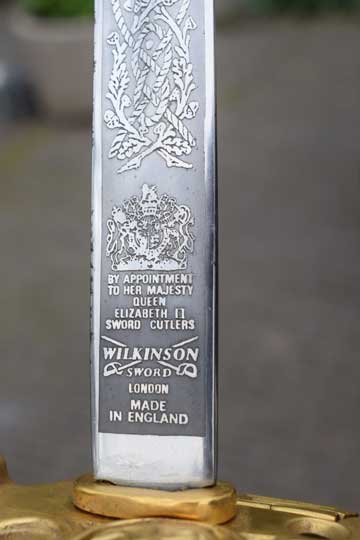 BY APPOINTMENT
TO HER MAJESTY
QUEEN
ELIZABETH II
SWORD CUTLERS
WILKINSON
SWORD
LONDON
MADE
IN ENGLAND